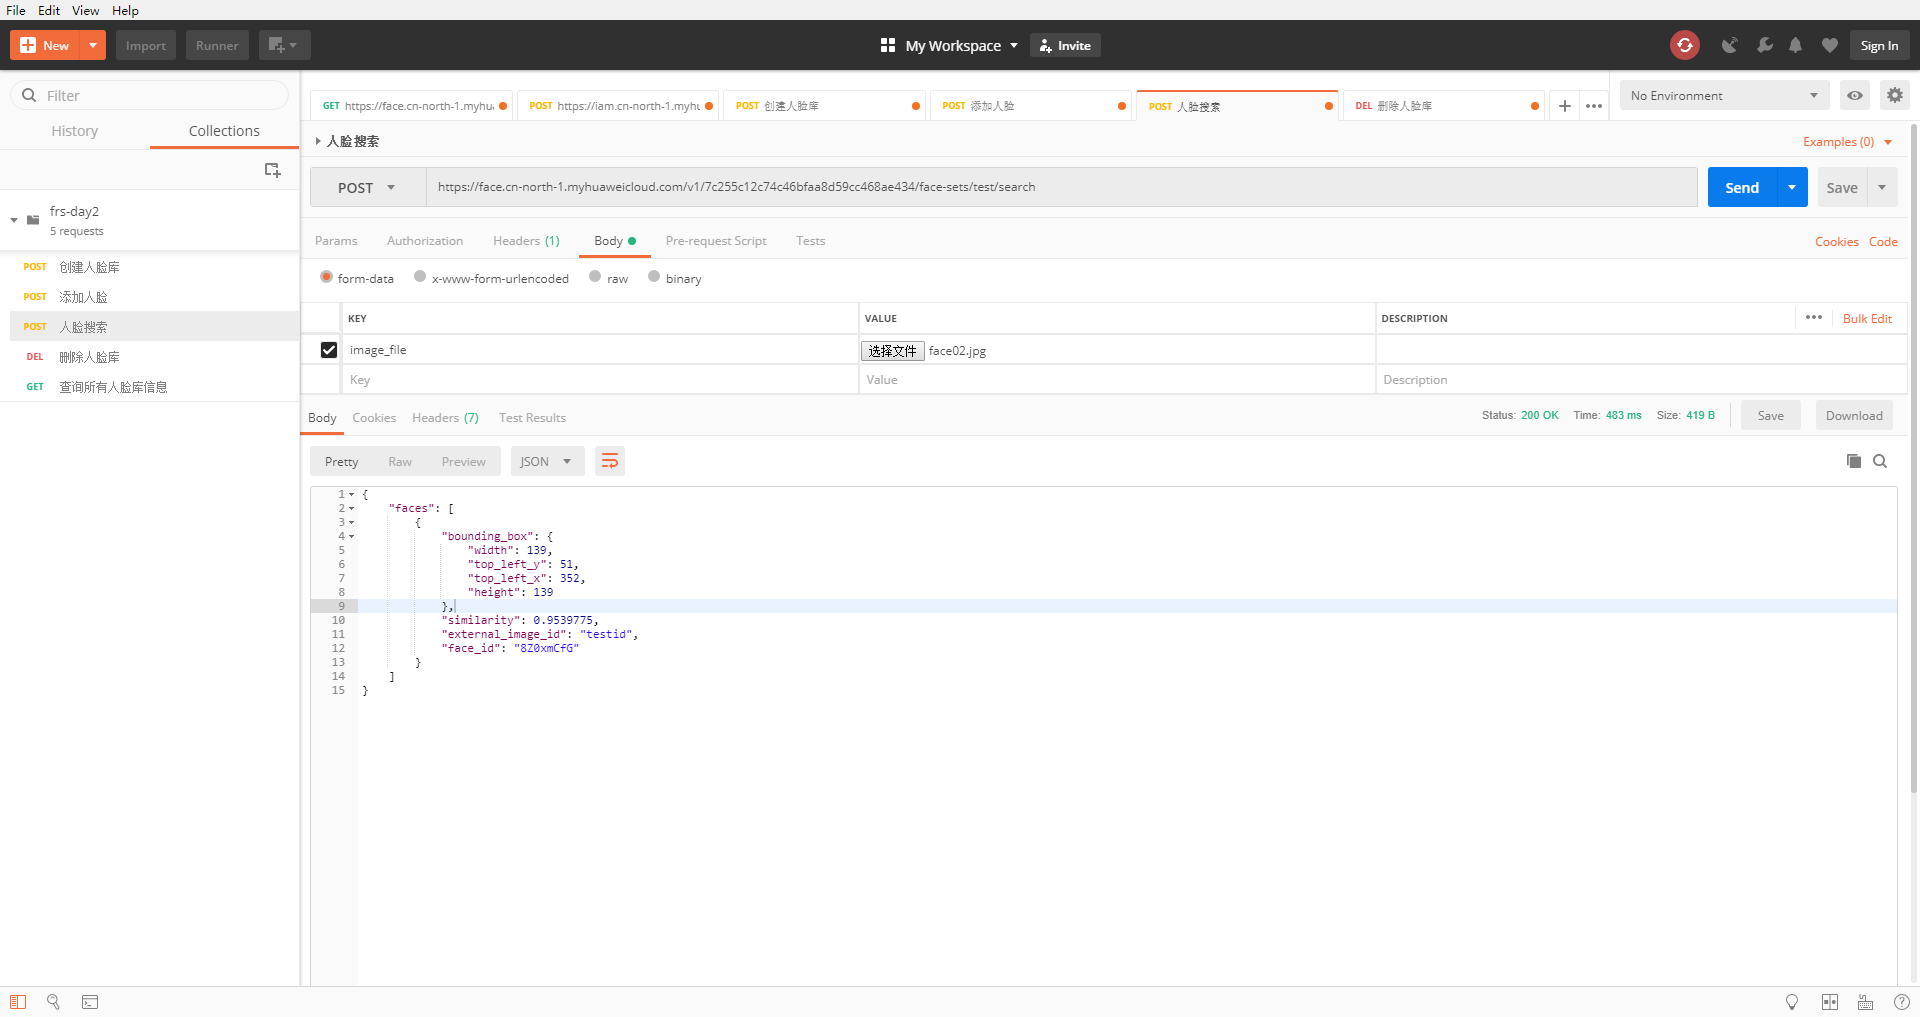 File Edit View Help
New Import Runner My Workspace Invite Sign In
Filter
History Collections
frs-day2
5 requests
POST 创建人脸库
POST 添加人脸
POST 人脸搜索
DEL 删除人脸库
GET 查询所有人脸库信息
GET https://face.cn-north-1.myhu POST https://iam.cn-north-1.myhu POST 创建人脸库 POST 添加人脸 POST 人脸搜索 DEL 删除人脸库 No Environment
人脸搜索 Examples (0)
POST https://face.cn-north-1.myhuaweicloud.com/v1/7c255c12c74c46bfaa8d59cc468ae434/face-sets/test/search Send Save
Params Authorization Headers (1) Body Pre-request Script Tests Cookies Code
form-data x-www-form-urlencoded raw binary
KEY VALUE DESCRIPTION Bulk Edit
image_file 选择文件 face02.jpg
Key Value Description
Body Cookies Headers (7) Test Results Status: 200 OK Time: 483 ms Size: 419 B Save Download
Pretty Raw Preview JSON
1 {
2 "faces": [
3 {
4 "bounding_box": {
5 "width": 139,
6 "top_left_y": 51,
7 "top_left_x": 352,
8 "height": 139
9 },
10 "similarity": 0.9539775,
11 "external_image_id": "testid",
12 "face_id": "8Z0xmCfG"
13 }
14 ]
15 }